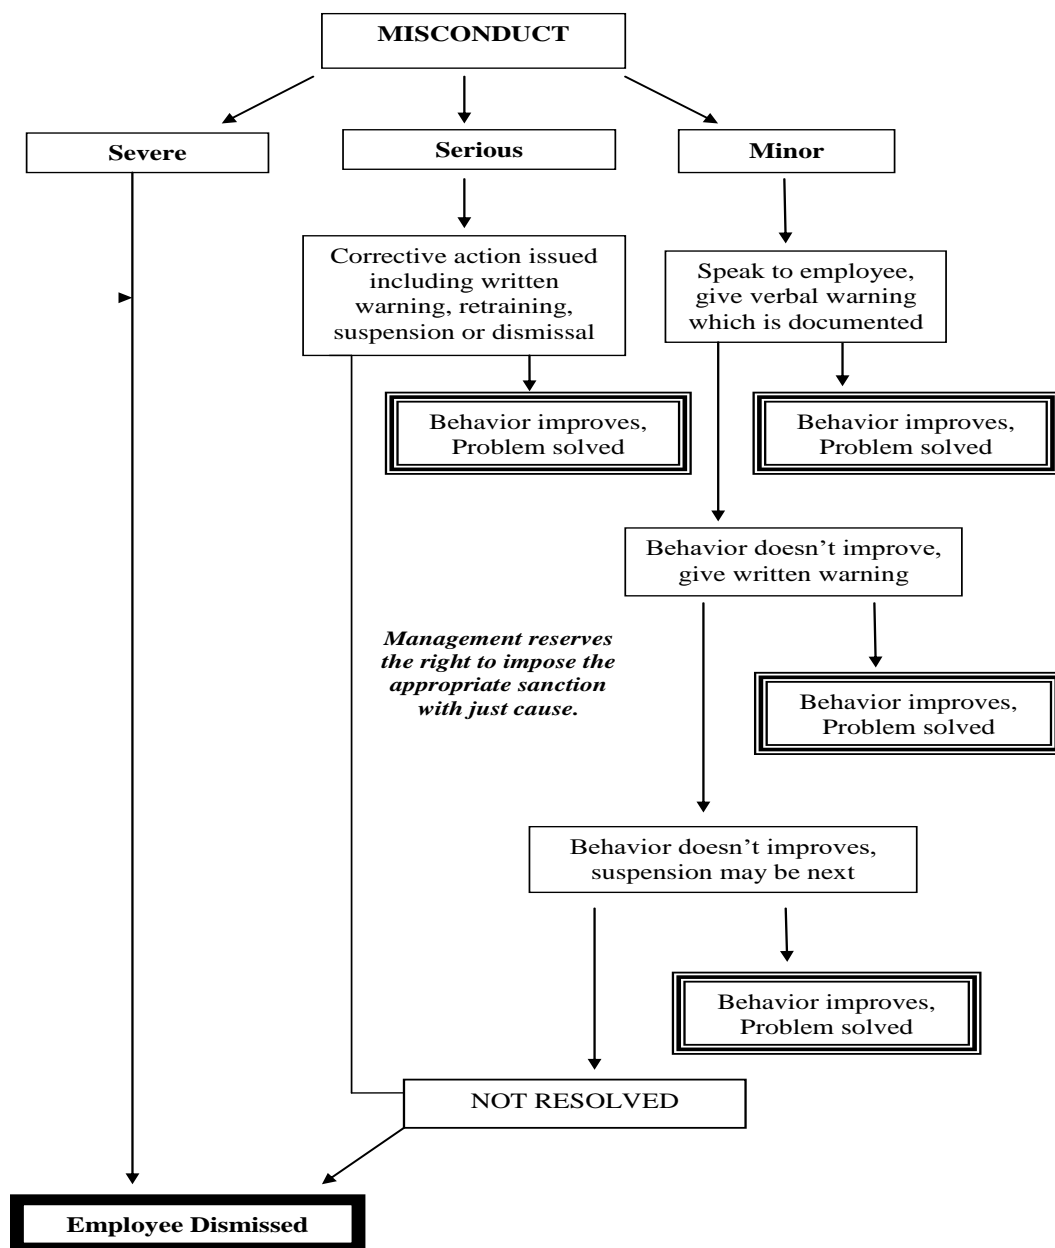 MISCONDUCT
Severe
Serious
Minor
Corrective action issued
including written
warning, retraining,
suspension or dismissal
Speak to employee,
give verbal warning
which is documented
Behavior improves,
Problem solved
Behavior improves,
Problem solved
Behavior doesn’t improve,
give written warning
Management reserves
the right to impose the
appropriate sanction
with just cause.
Behavior improves,
Problem solved
Behavior doesn’t improves,
suspension may be next
Behavior improves,
Problem solved
NOT RESOLVED
Employee Dismissed